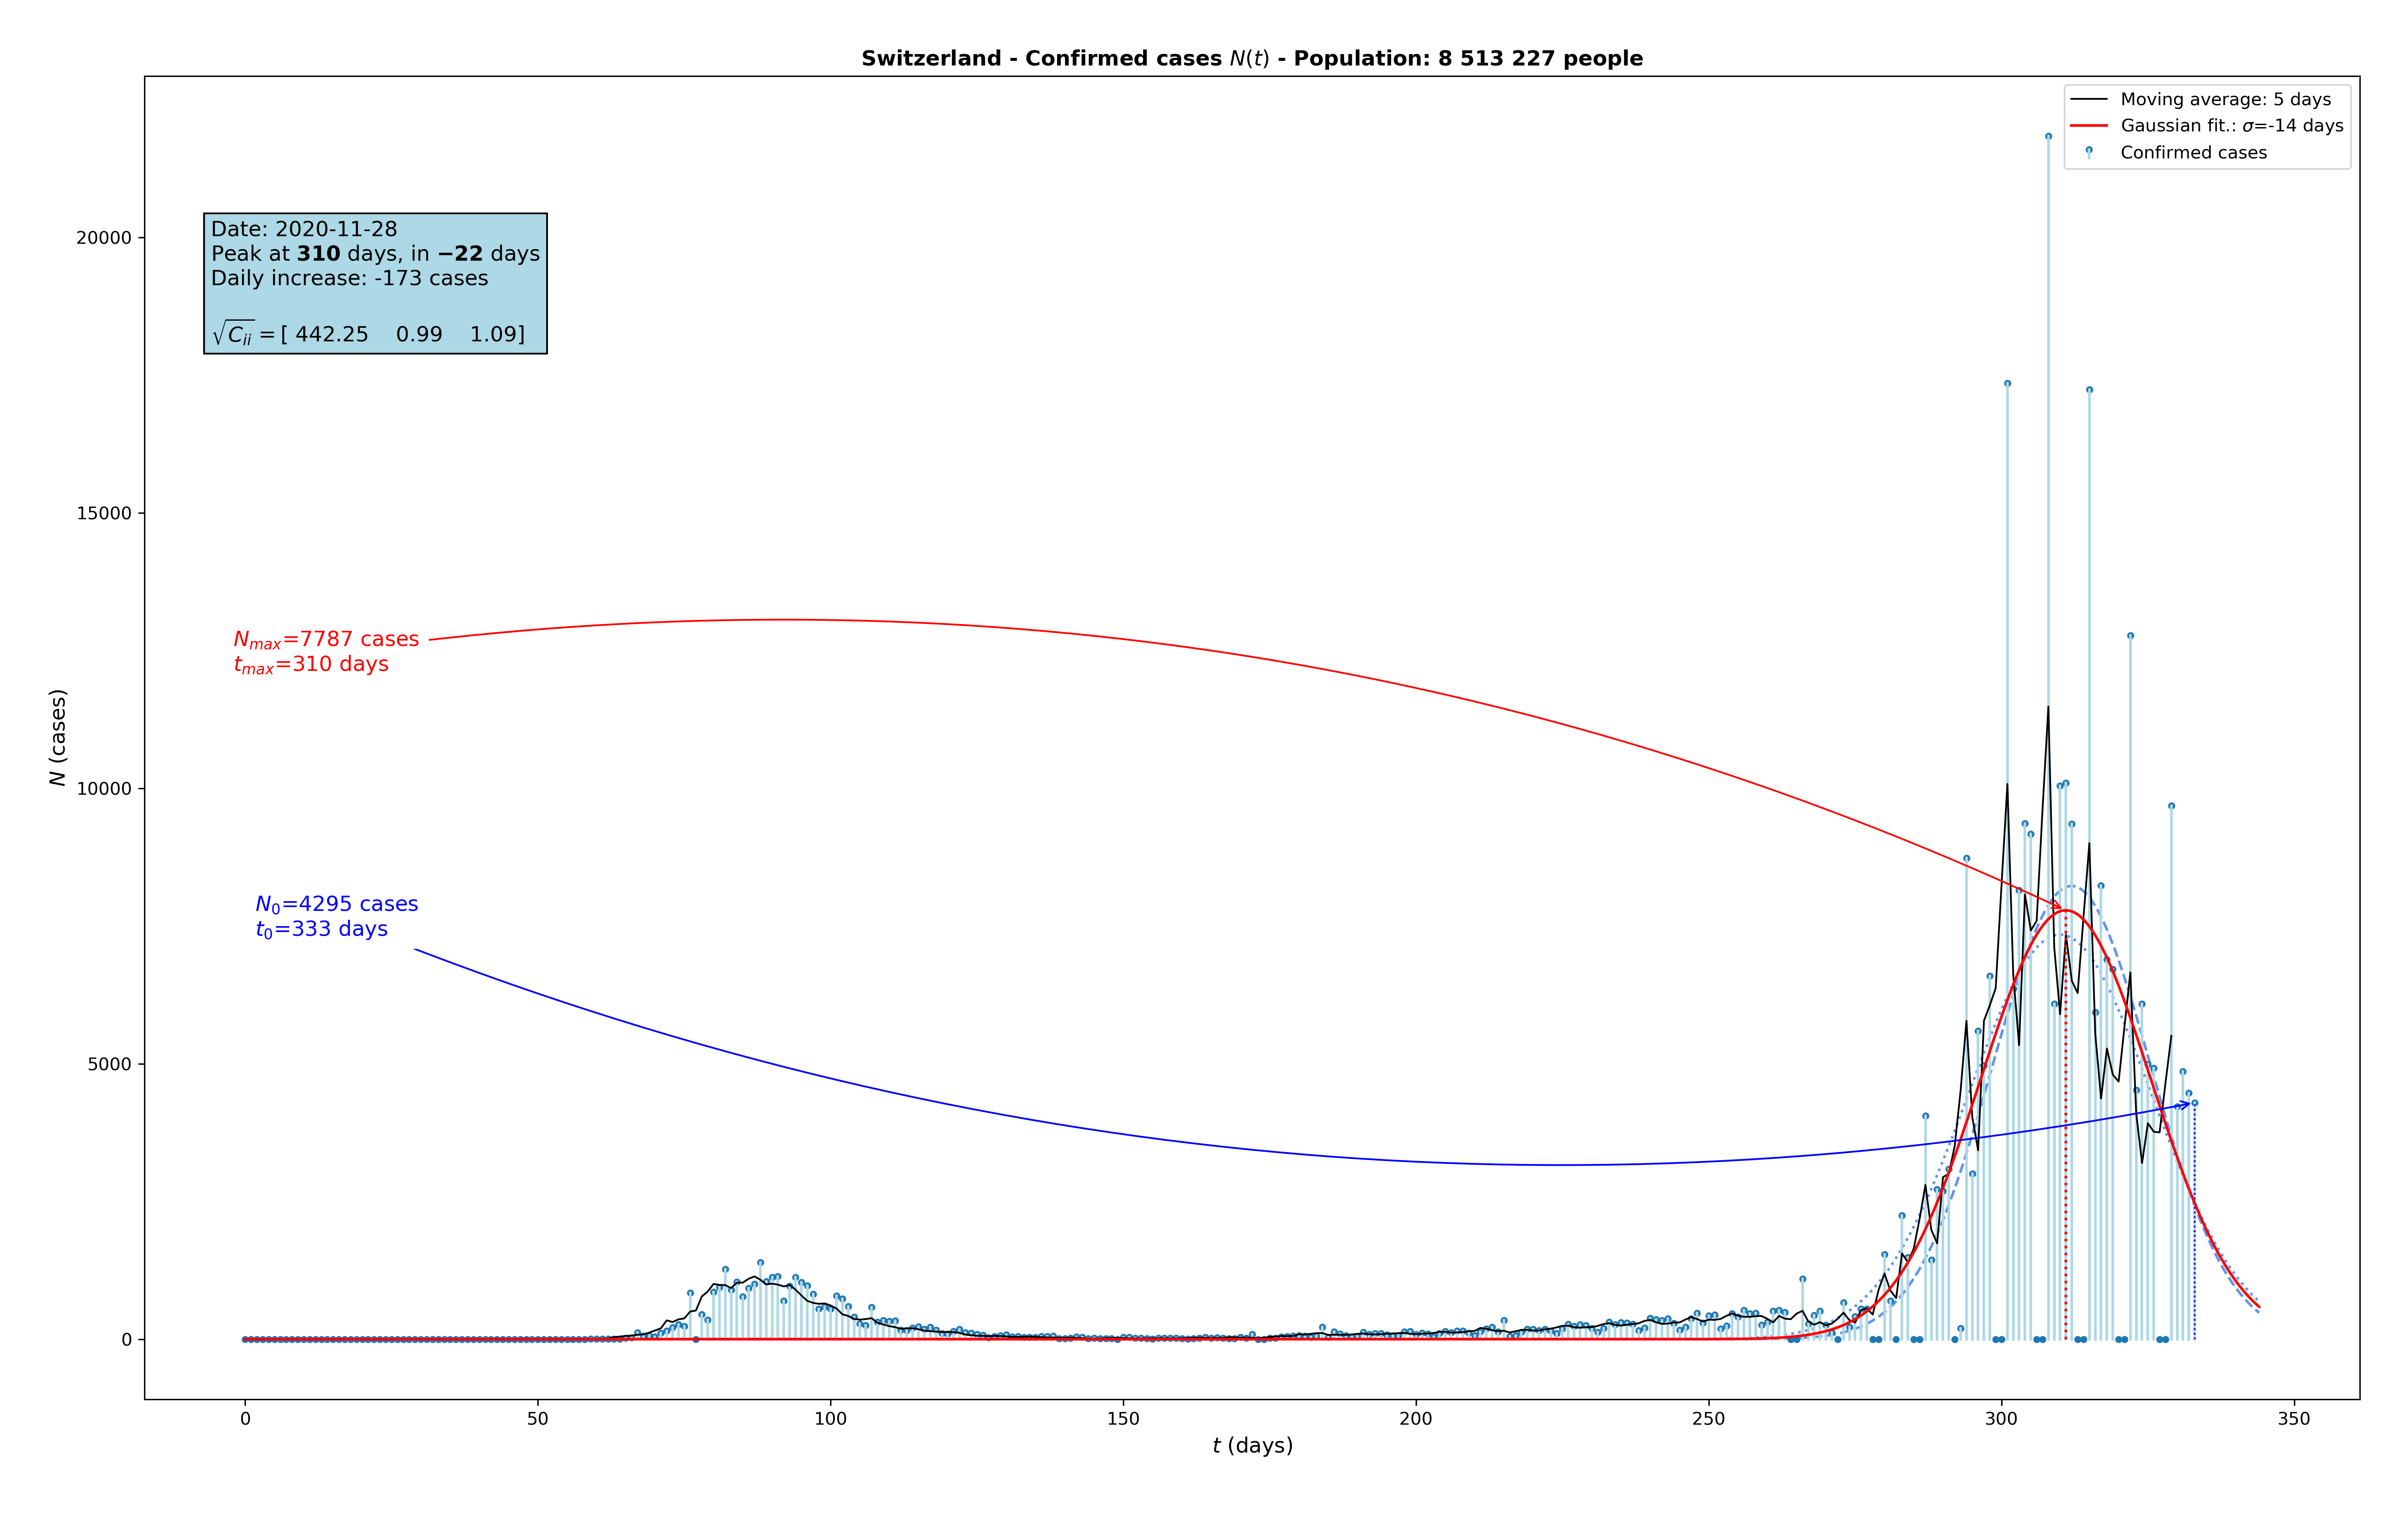 Switzerland - Confirmed cases N(t) - Population: 8 513 227 people
Moving average: 5 days
Gaussian fit.: σ=-14 days
Confirmed cases
Date: 2020-11-28
Peak at 310 days, in −22 days
Daily increase: -173 cases
√C_ii = [ 442.25 0.99 1.09]
N_max=7787 cases
t_max=310 days
N_0=4295 cases
t_0=333 days
N (cases)
20000
15000
10000
5000
0
0 50 100 150 200 250 300 350
t (days)